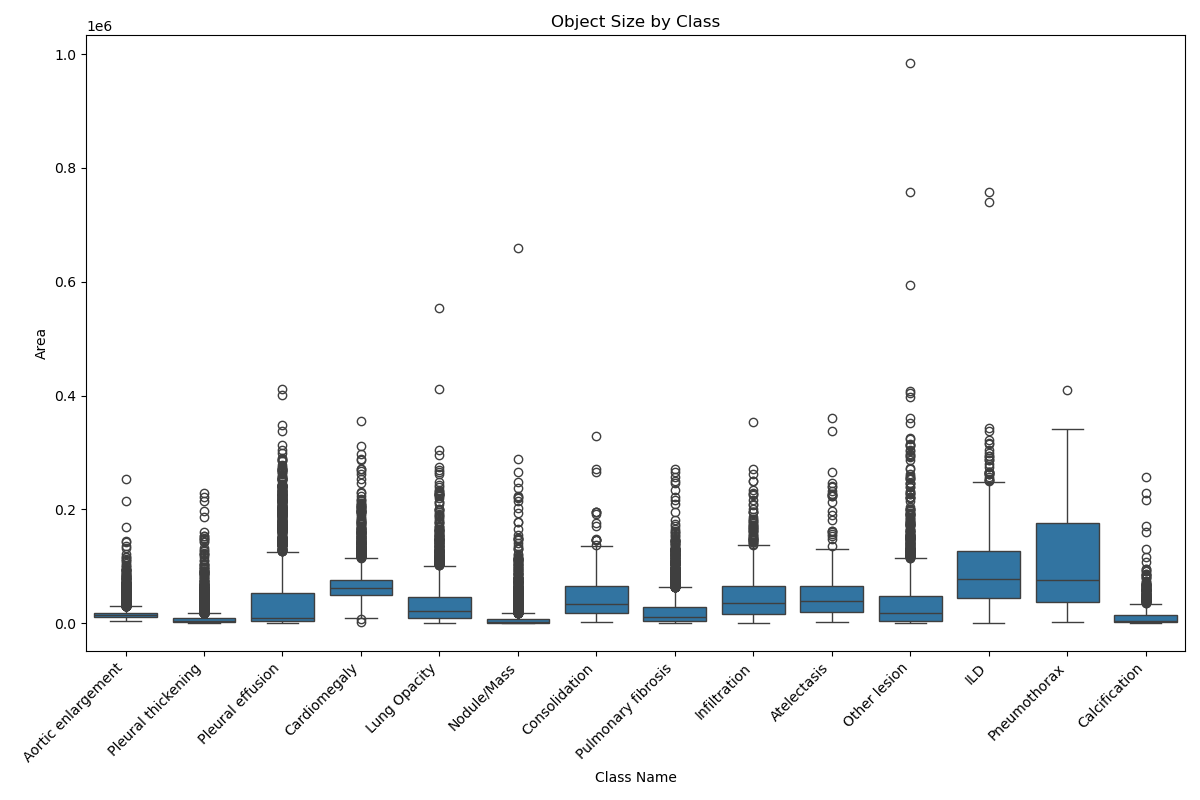 Object Size by Class
1e6
1.0
0.8
0.6
0.4
0.2
0.0
Area
Aortic enlargement
Pleural thickening
Pleural effusion
Cardiomegaly
Lung Opacity
Nodule/Mass
Consolidation
Pulmonary fibrosis
Infiltration
Atelectasis
Other lesion
ILD
Pneumothorax
Calcification
Class Name